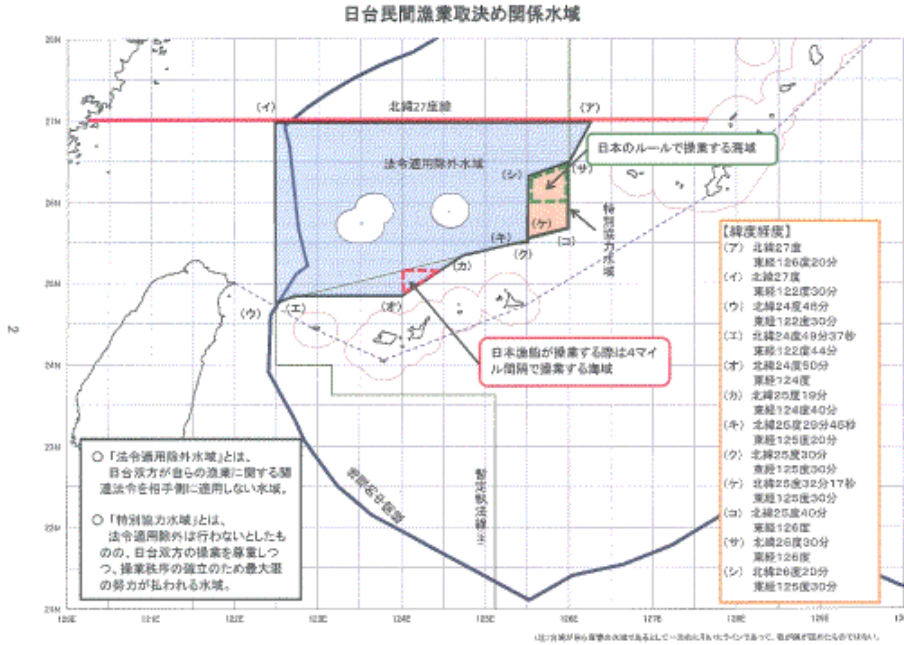 日台民間漁業取決め関係水域
26N
(イ)
北緯27度線
(ア)
27N
日本のルールで操業する海域
法令適用除外水域
(シ)
(サ)
26N
特別協力水域
(ケ)
(コ)
(キ)
(ク)
(カ)
25N
(ウ)
(エ)
(オ)
2
日本漁船が操業する際は4マイ
ル間隔で操業する海域
24N
23N
22N
21N
暫定執法線
○「法令適用除外水域」とは、
日台双方が自らの漁業に関する関
連法令を相手側に適用しない水域。
○「特別協力水域」とは、
法令適用除外は行わないとした
ものの、日台双方の操業を尊重しつ
つ、操業秩序の確立のため最大限
の努力が払われる水域。
【緯度経度】
(ア) 北緯27度
東経126度20分
(イ) 北緯27度
東経122度30分
(ウ) 北緯24度46分
東経122度30分
(エ) 北緯24度49分37秒
東経122度44分
(オ) 北緯24度50分
東経124度
(カ) 北緯25度19分
東経124度40分
(キ) 北緯25度29分45秒
東経125度20分
(ク) 北緯25度30分
東経125度30分
(ケ) 北緯25度32分17秒
東経125度30分
(コ) 北緯25度40分
東経126度
(サ) 北緯26度30分
東経126度
(シ) 北緯26度20分
東経125度30分
120E
121E
122E
123E
124E
125E
126E
127E
128E
129E